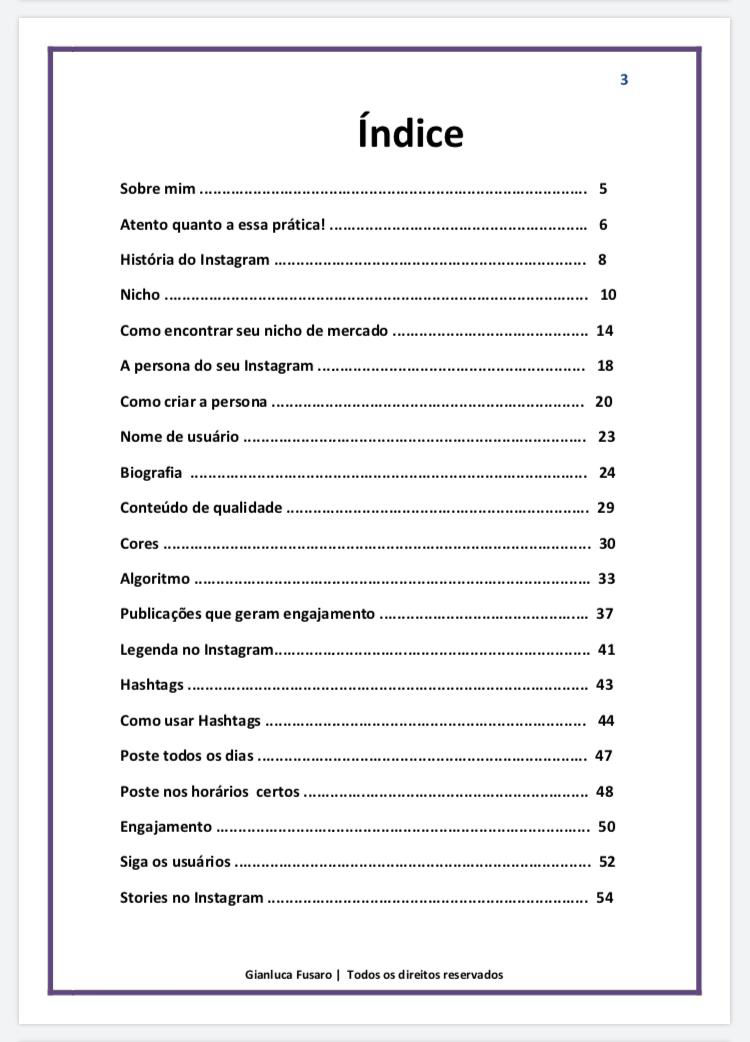 3
Índice
Sobre mim ........................................................................................ 5
Atento quanto a essa prática! .......................................................... 6
História do Instagram ...................................................................... 8
Nicho ................................................................................................ 10
Como encontrar seu nicho de mercado ............................................ 14
A persona do seu Instagram ............................................................ 18
Como criar a persona ...................................................................... 20
Nome de usuário ............................................................................. 23
Biografia ......................................................................................... 24
Conteúdo de qualidade .................................................................... 29
Cores ................................................................................................ 30
Algoritmo ......................................................................................... 33
Publicações que geram engajamento ............................................... 37
Legenda no Instagram....................................................................... 41
Hashtags .......................................................................................... 43
Como usar Hashtags ........................................................................ 44
Poste todos os dias .......................................................................... 47
Poste nos horários certos ................................................................ 48
Engajamento .................................................................................... 50
Siga os usuários ................................................................................ 52
Stories no Instagram ........................................................................ 54
Gianluca Fusaro | Todos os direitos reservados